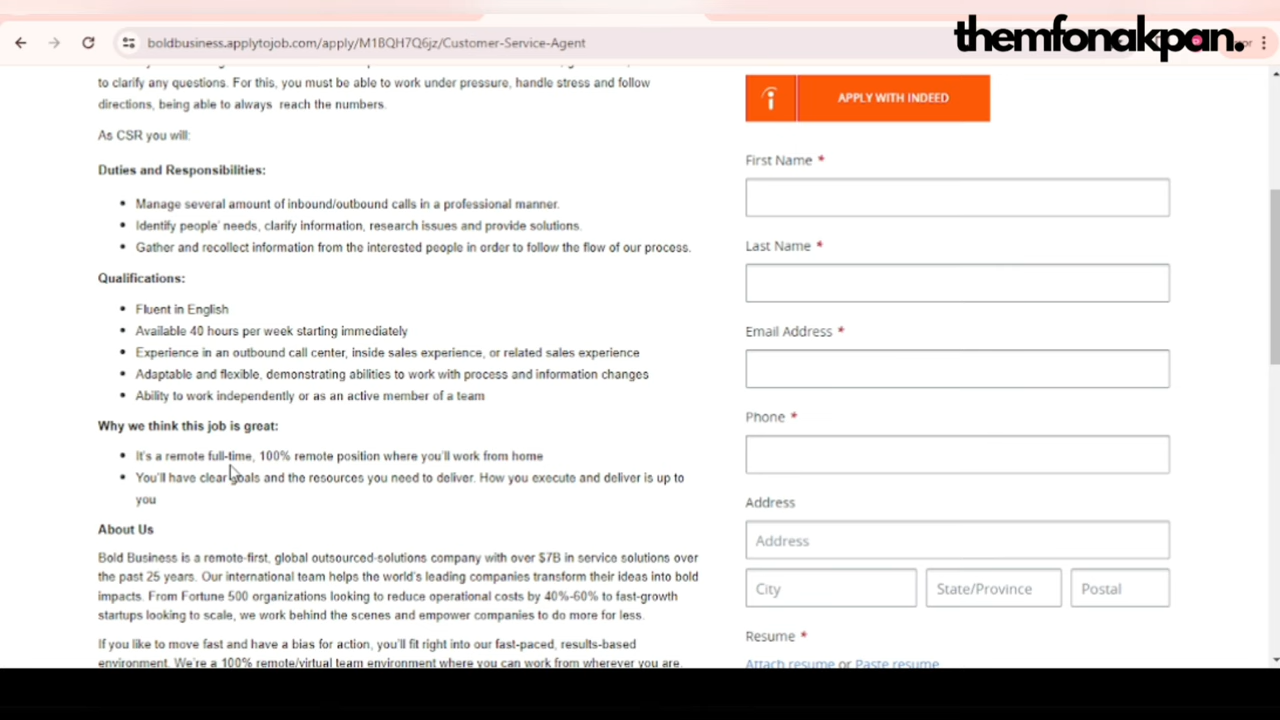 themfonakpan.
boldbusiness.applytojob.com/apply/M1BQH7Q6jz/Customer-Service-Agent
to clarify any questions. For this, you must be able to work under pressure, handle stress and follow
directions, being able to always reach the numbers.
As CSR you will:
Duties and Responsibilities:
Manage several amount of inbound/outbound calls in a professional manner.
Identify people' needs, clarify information, research issues and provide solutions.
Gather and recollect information from the interested people in order to follow the flow of our process.
Qualifications:
Fluent in English
Available 40 hours per week starting immediately
Experience in an outbound call center, inside sales experience, or related sales experience
Adaptable and flexible, demonstrating abilities to work with process and information changes
Ability to work independently or as an active member of a team
Why we think this job is great:
It's a remote full-time, 100% remote position where you'll work from home
You'll have clear goals and the resources you need to deliver. How you execute and deliver is up to
you
About Us
Bold Business is a remote-first, global outsourced-solutions company with over $7B in service solutions over
the past 25 years. Our international team helps the world's leading companies transform their ideas into bold
impacts. From Fortune 500 organizations looking to reduce operational costs by 40%-60% to fast-growth
startups looking to scale, we work behind the scenes and empower companies to do more for less.
If you like to move fast and have a bias for action, you'll fit right into our fast-paced, results-based
environment. We're a 100% remote/virtual team environment where you can work from wherever you are.
APPLY WITH INDEED
First Name *
Last Name *
Email Address *
Phone *
Address
Address
City State/Province Postal
Resume *
Attach resume or Paste resume